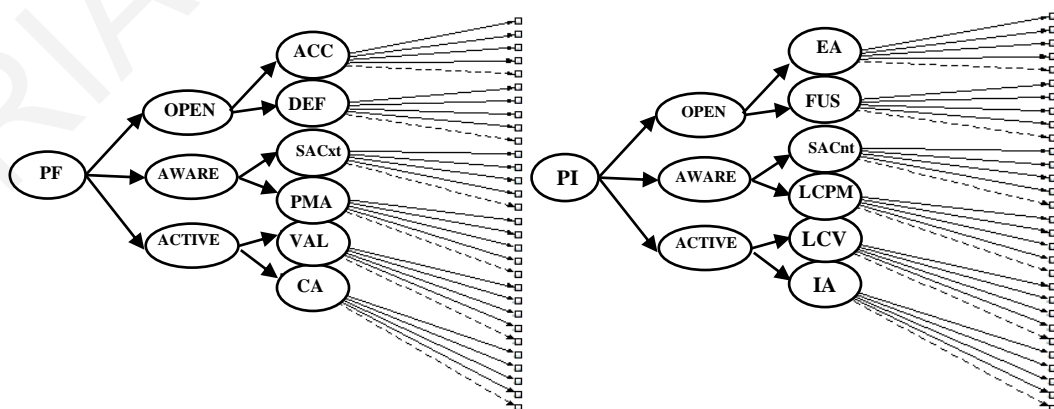 RIA
PF
OPEN
AWARE
ACTIVE
ACC
DEF
SACxt
PMA
VAL
CA
PI
OPEN
AWARE
ACTIVE
EA
FUS
SACnt
LCPM
LCV
IA